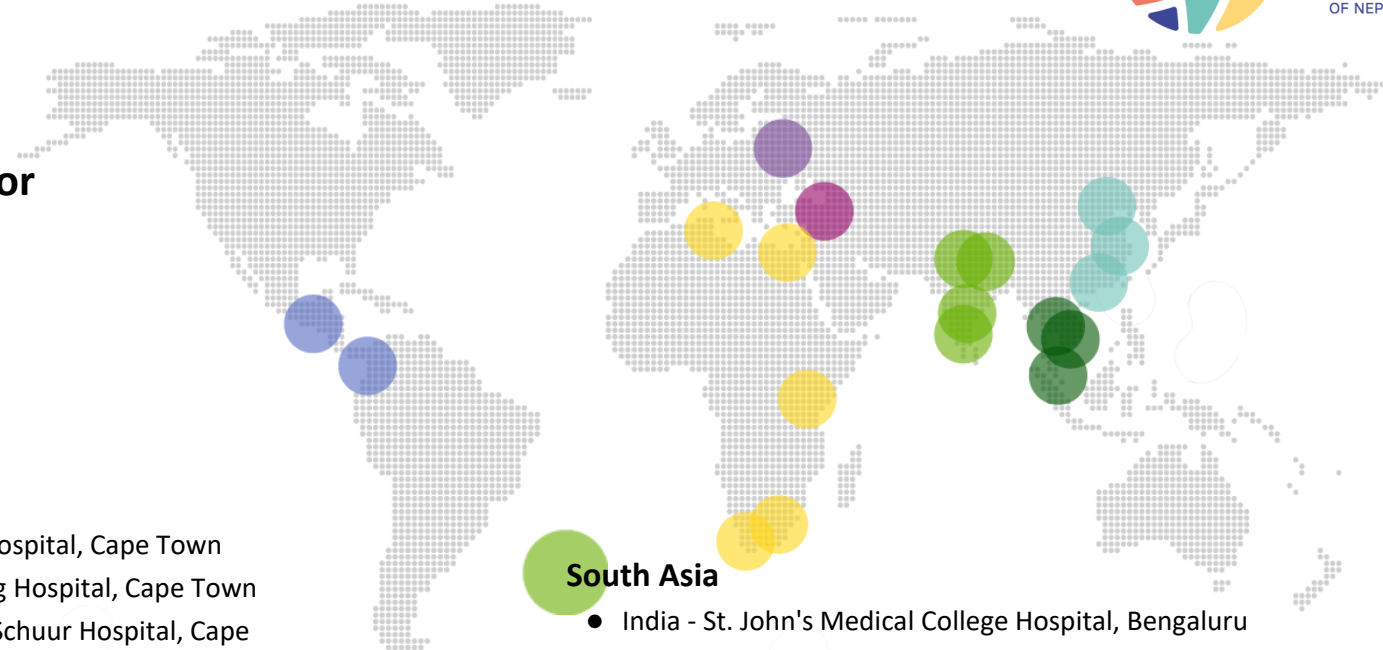 OF NEP
or
ospital, Cape Town
g Hospital, Cape Town
Schuur Hospital, Cape
South Asia
● India - St. John's Medical College Hospital, Bengaluru